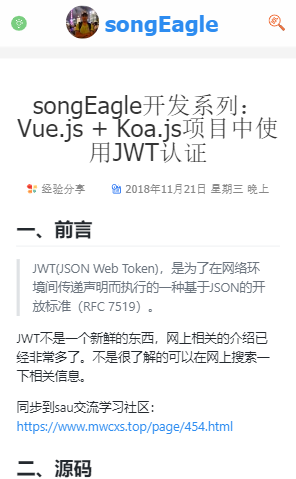 songEagle
songEagle开发系列：
Vue.js + Koa.js项目中使
用JWT认证
经验分享 2018年11月21日 星期三 晚上
一、前言
JWT(JSON Web Token)，是为了在网络环
境间传递声明而执行的一种基于JSON的开
放标准（RFC 7519）。
JWT不是一个新鲜的东西，网上相关的介绍已
经非常多了。不是很了解的可以在网上搜索一
下相关信息。
同步到sau交流学习社区：
https://www.mwcxs.top/page/454.html
二、源码